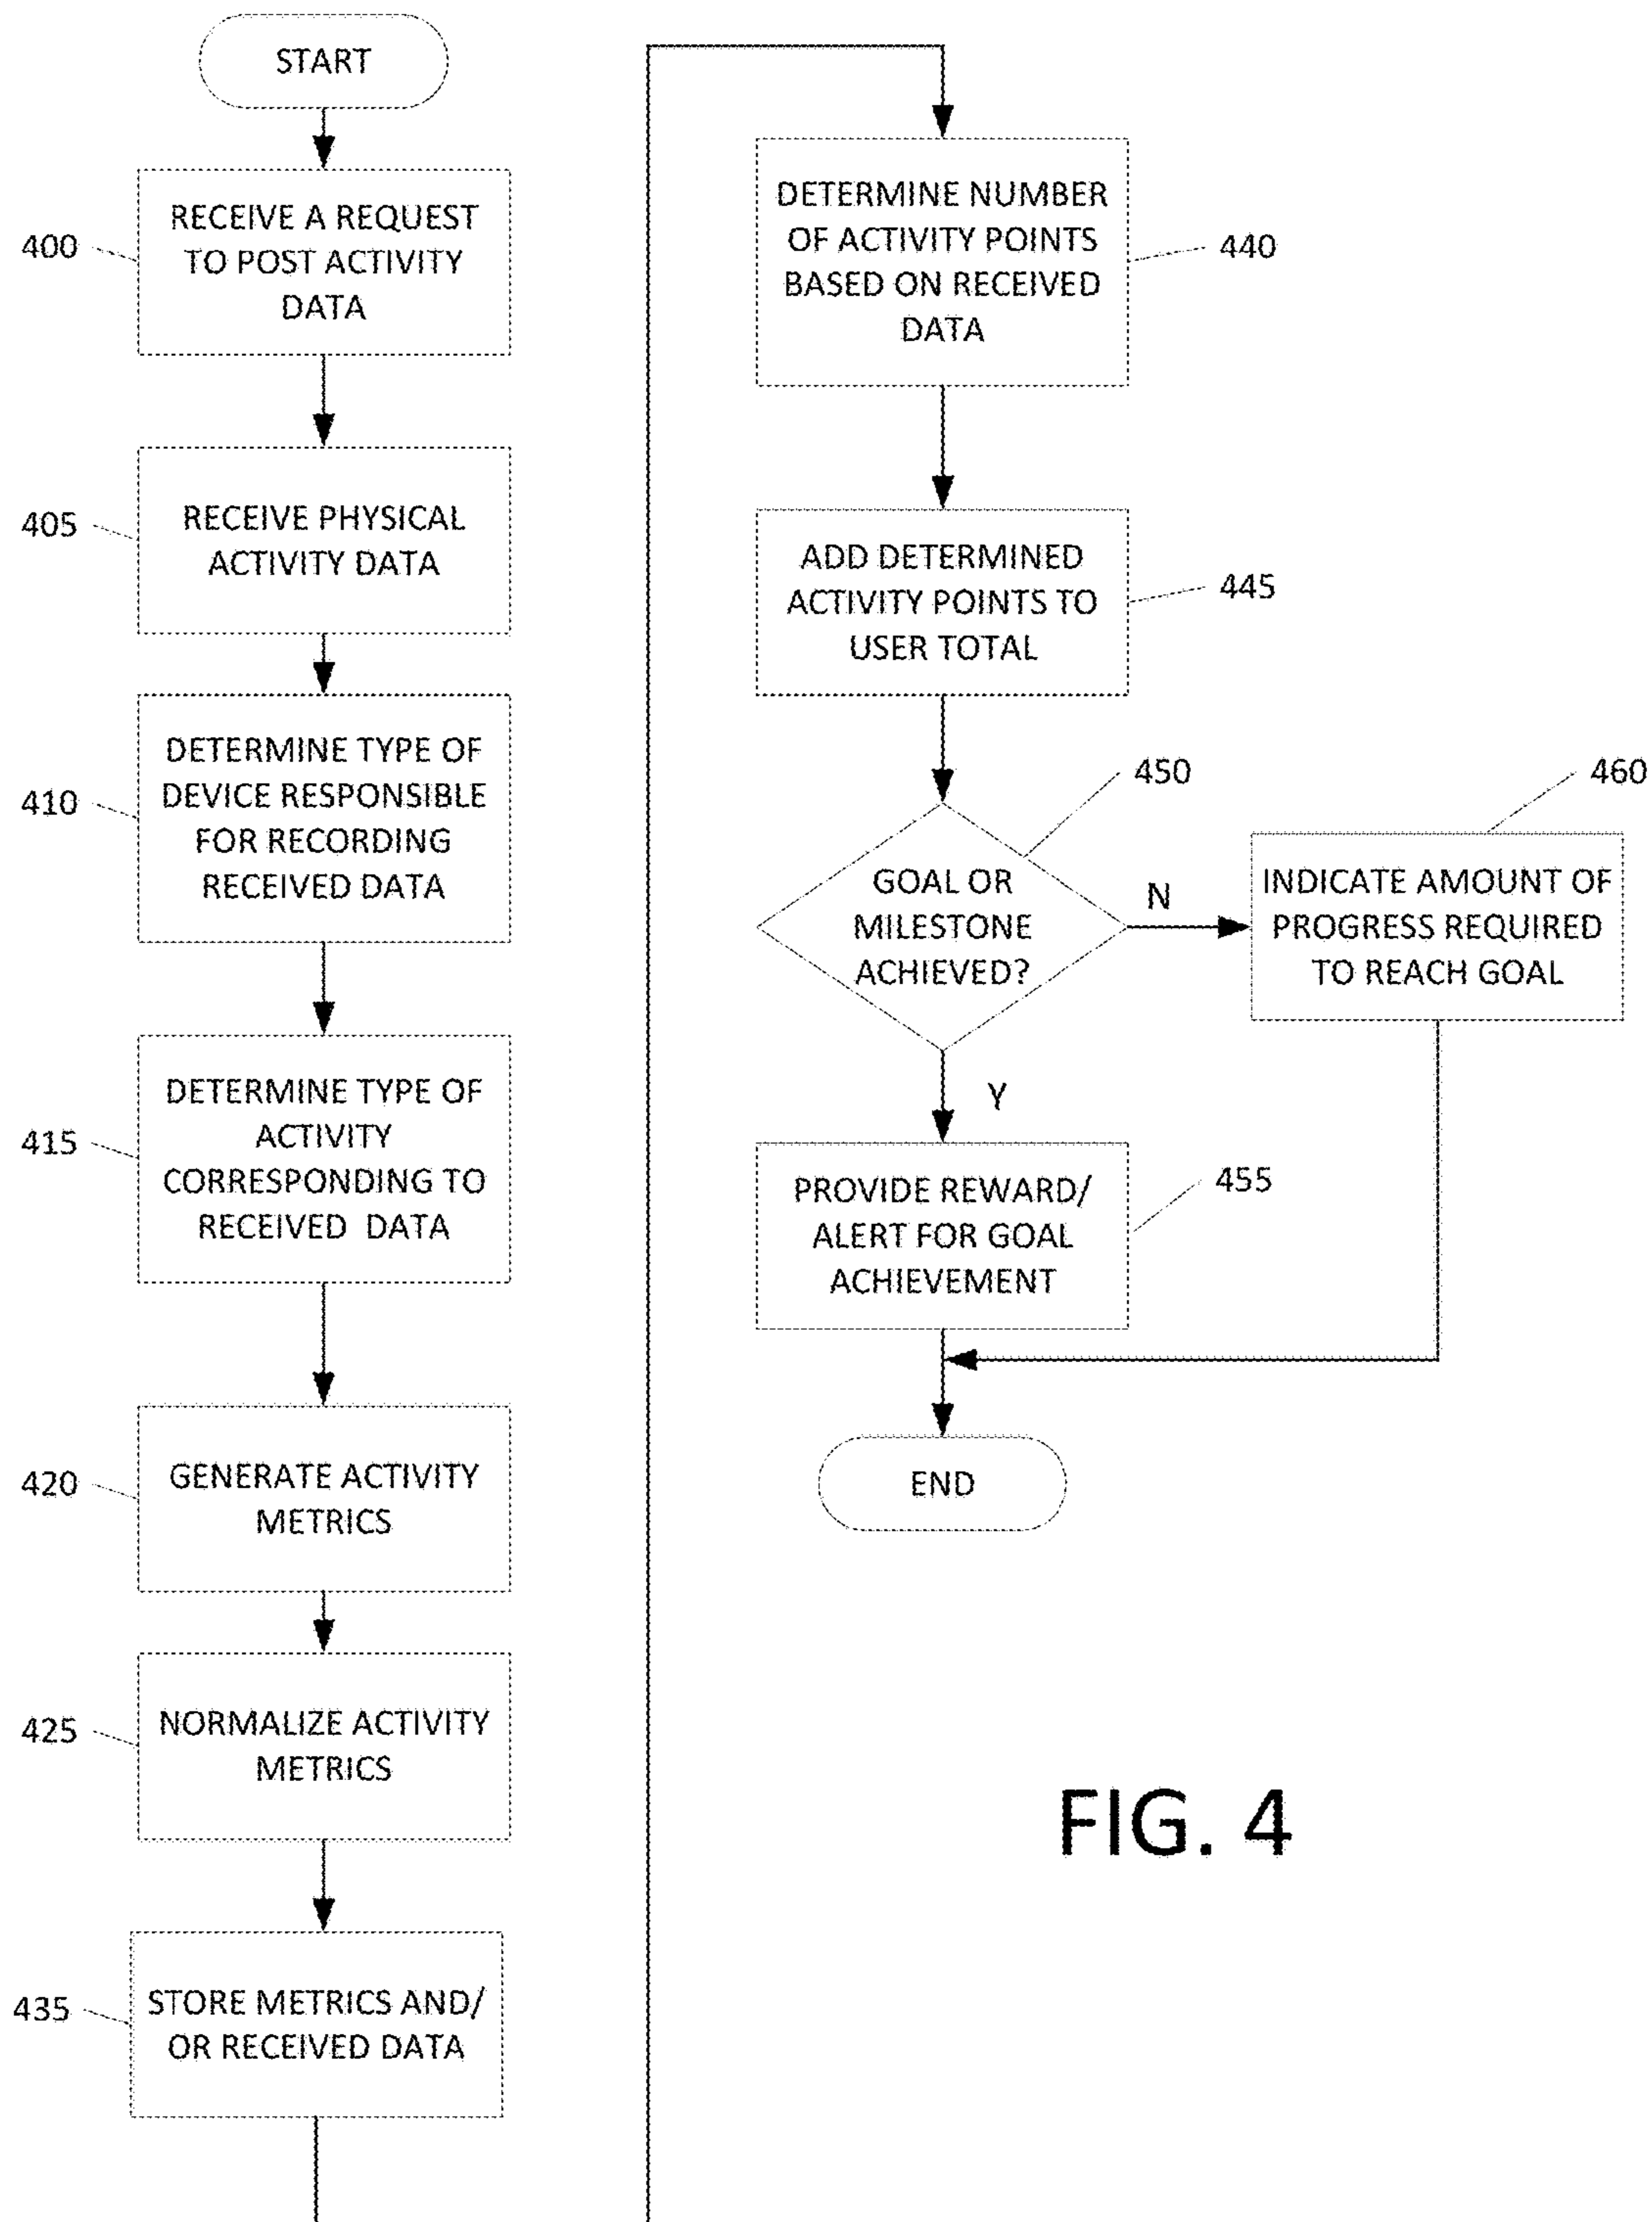 START
400
RECEIVE A REQUEST
TO POST ACTIVITY
DATA
405
RECEIVE PHYSICAL
ACTIVITY DATA
410
DETERMINE TYPE OF
DEVICE RESPONSIBLE
FOR RECORDING
RECEIVED DATA
415
DETERMINE TYPE OF
ACTIVITY
CORRESPONDING TO
RECEIVED DATA
420
GENERATE ACTIVITY
METRICS
425
NORMALIZE ACTIVITY
METRICS
435
STORE METRICS AND/
OR RECEIVED DATA
DETERMINE NUMBER
OF ACTIVITY POINTS
BASED ON RECEIVED
DATA
440
ADD DETERMINED
ACTIVITY POINTS TO
USER TOTAL
445
450
GOAL OR
MILESTONE
ACHIEVED?
N
460
INDICATE AMOUNT OF
PROGRESS REQUIRED
TO REACH GOAL
Y
PROVIDE REWARD/
ALERT FOR GOAL
ACHIEVEMENT
455
END
FIG. 4